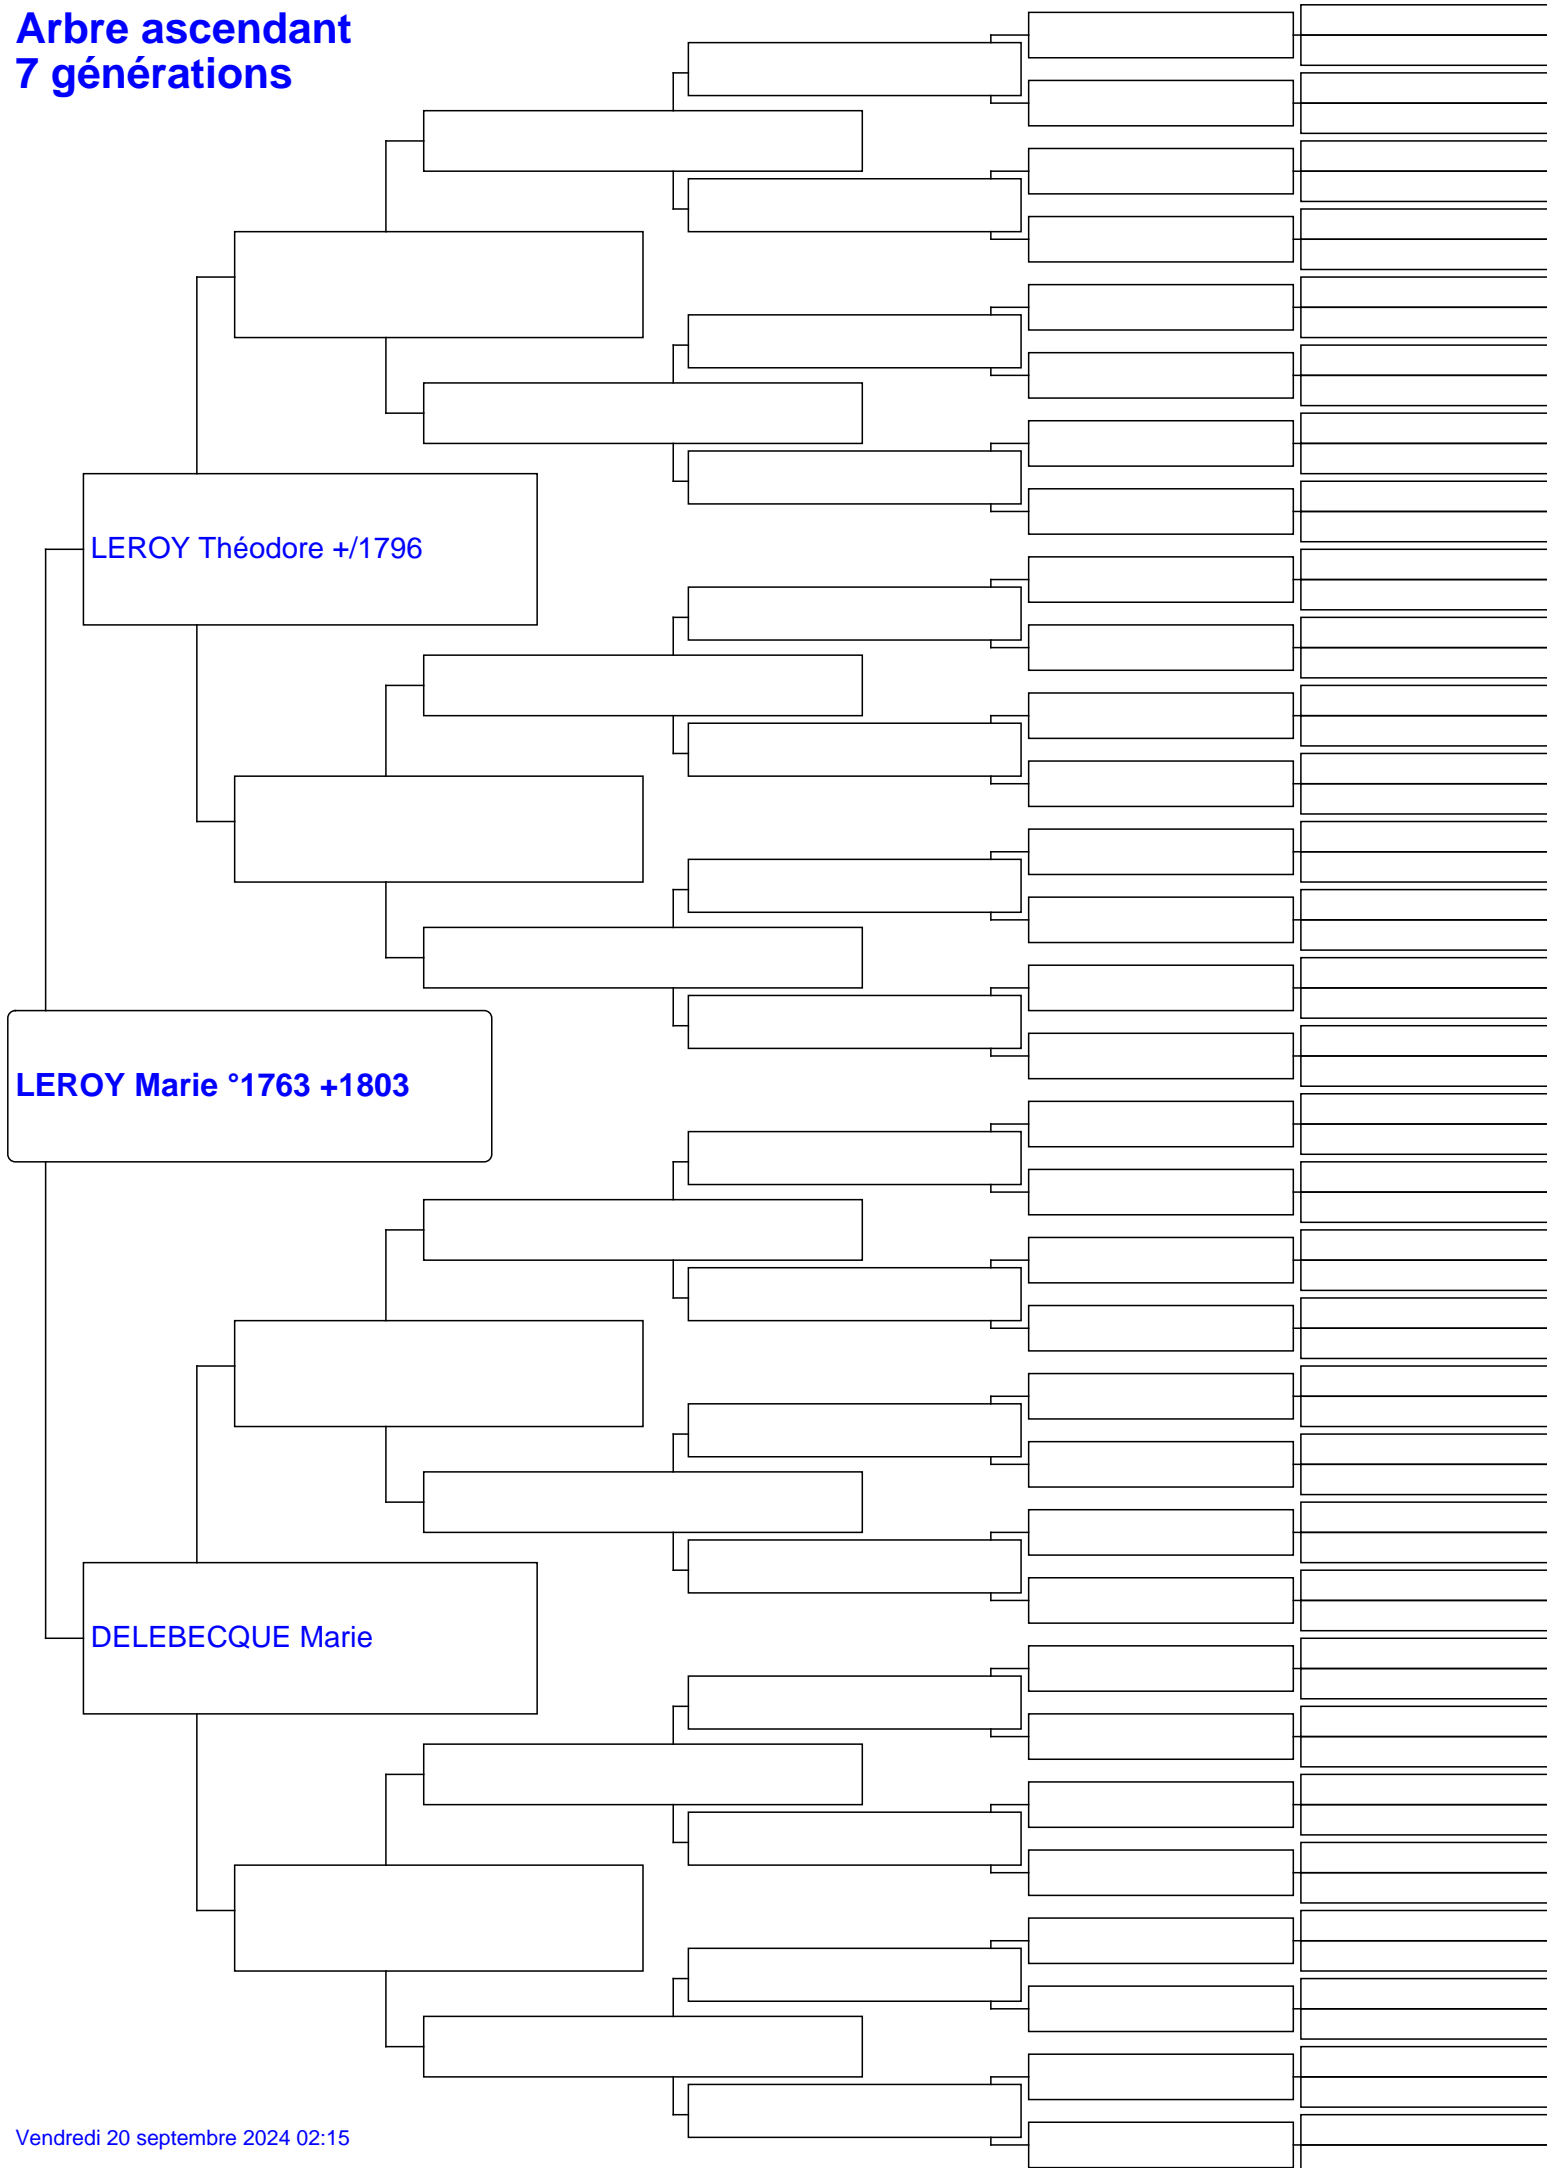 Arbre ascendant
7 générations
LEROY Théodore +/1796
LEROY Marie °1763 +1803
DELEBECQUE Marie
Vendredi 20 septembre 2024 02:15